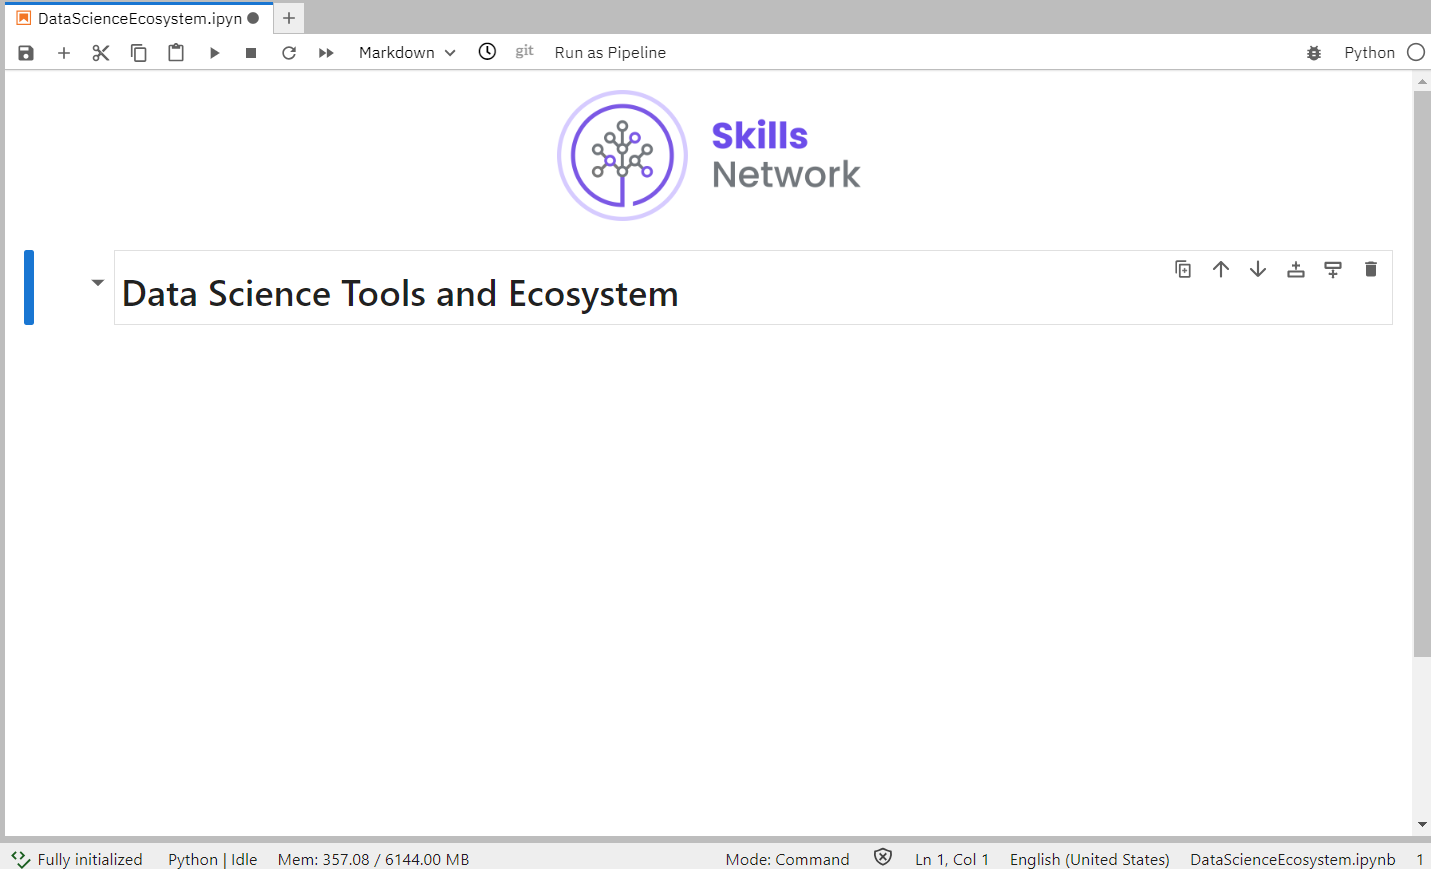 DataScienceEcosystem.ipyn
Markdown
git
Run as Pipeline
Python
Skills
Network
Data Science Tools and Ecosystem
Fully initialized
Python | Idle
Mem: 357.08 / 6144.00 MB
Mode: Command
Ln 1, Col 1
English (United States)
DataScienceEcosystem.ipynb
1